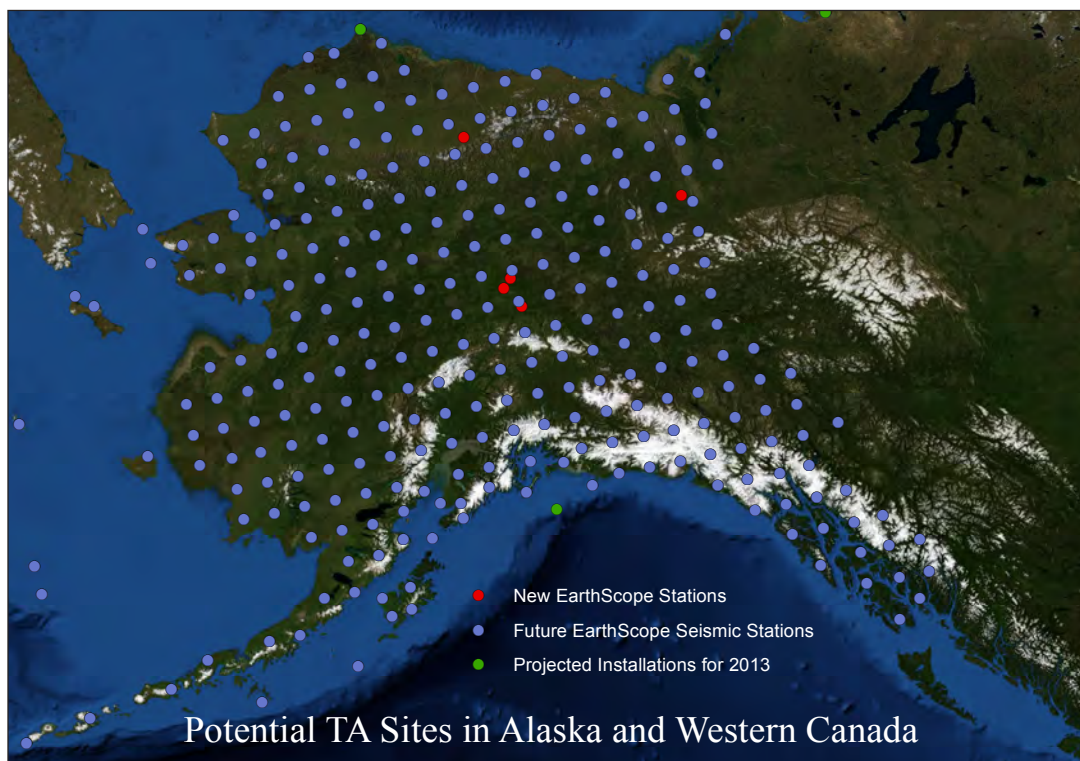 New EarthScope Stations
Future EarthScope Seismic Stations
Projected Installations for 2013
Potential TA Sites in Alaska and Western Canada